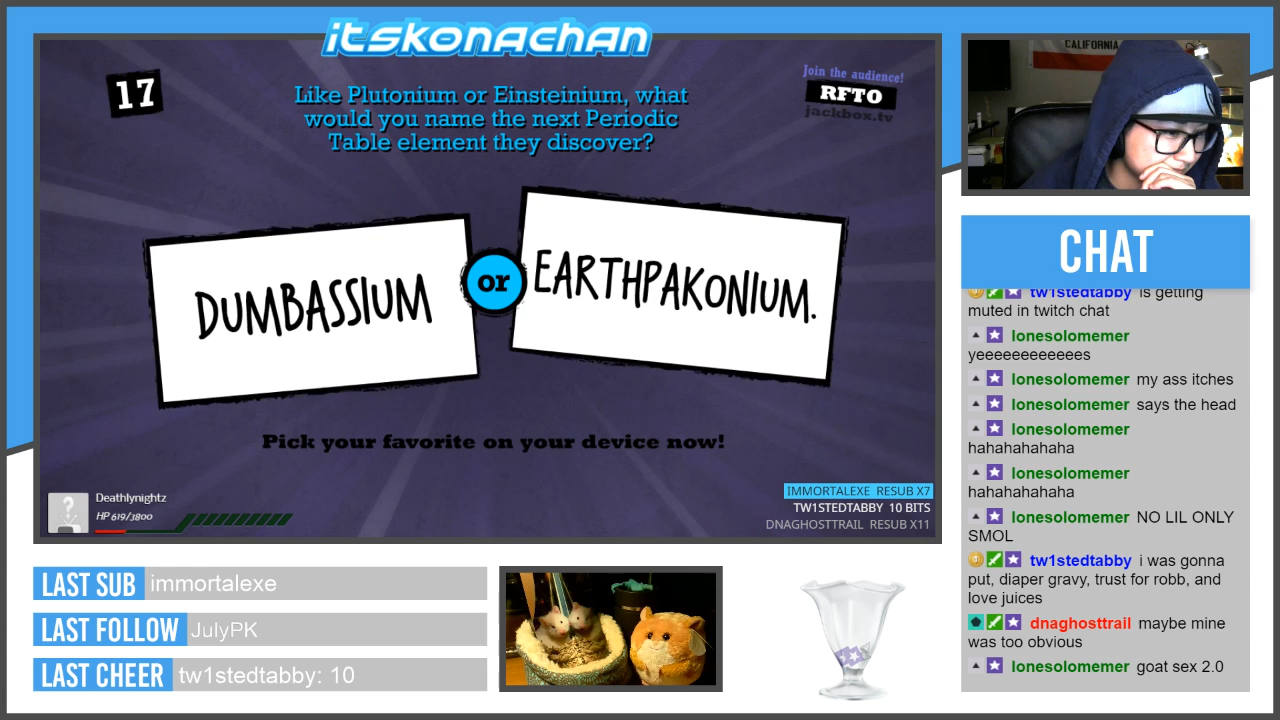 itskonachan
17
Like Plutonium or Einsteinium, what
would you name the next Periodic
Table element they discover?
Join the audience!
RFTO
jackbox.tv
DUMBASSIUM
or
EARTHPAKONIUM.
Pick your favorite on your device now!
Deathlynightz
HP 619/3800
IMMORTALEXE RESUB X7
TW1STEDTABBY 10 BITS
DNAGHOSTTRAIL RESUB X11
LAST SUB immortalexe
LAST FOLLOW JulyPK
LAST CHEER tw1stedtabby: 10
CALIFORNIA
CHAT
tw1stedtabby is getting
muted in twitch chat
lonesolomemer
yeeeeeeeeeeees
lonesolomemer my ass itches
lonesolomemer says the head
lonesolomemer
hahahahahaha
lonesolomemer
hahahahahaha
lonesolomemer NO LIL ONLY
SMOL
tw1stedtabby i was gonna
put, diaper gravy, trust for robb, and
love juices
dnaghosttrail maybe mine
was too obvious
lonesolomemer goat sex 2.0